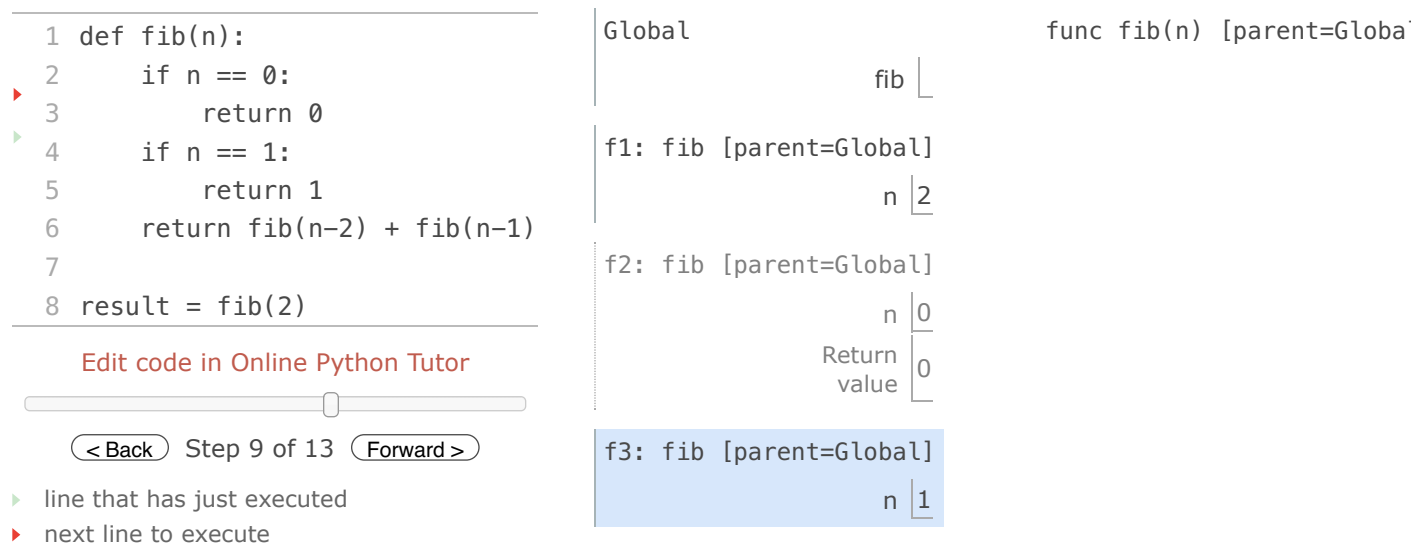 1 def fib(n):
2     if n == 0:
3         return 0
4     if n == 1:
5         return 1
6     return fib(n-2) + fib(n-1)
7
8 result = fib(2)
Edit code in Online Python Tutor
< Back Step 9 of 13 Forward >
line that has just executed
next line to execute
Global
fib
f1: fib [parent=Global]
n 2
f2: fib [parent=Global]
n 0
Return
value 0
f3: fib [parent=Global]
n 1
func fib(n) [parent=Globa